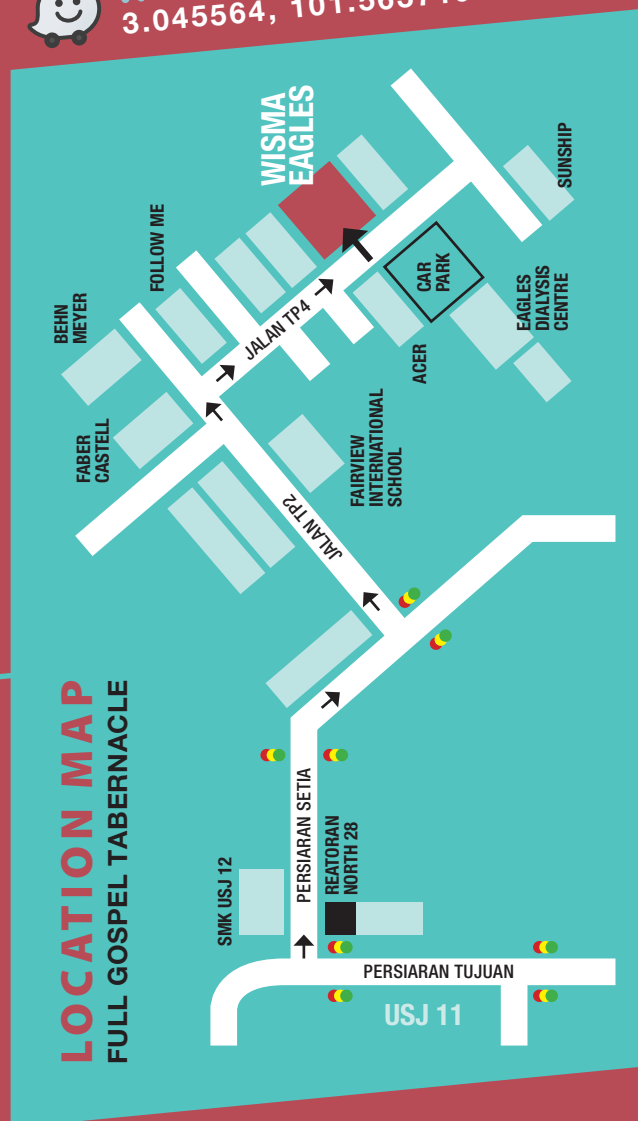 3.045564,
LOCATION MAP
FULL GOSPEL TABERNACLE
WISMA
EAGLES
BEHN
MEYER
FOLLOW ME
FABER
CASTELL
JALAN TP4
SUNSHIP
CAR
PARK
EAGLES
DIALYSIS
CENTRE
ACER
FAIRVIEW
INTERNATIONAL
SCHOOL
JALAN TP2
PERSIARAN SETIA
SMK USJ 12
REATORAN
NORTH 28
PERSIARAN TUJUAN
USJ 11